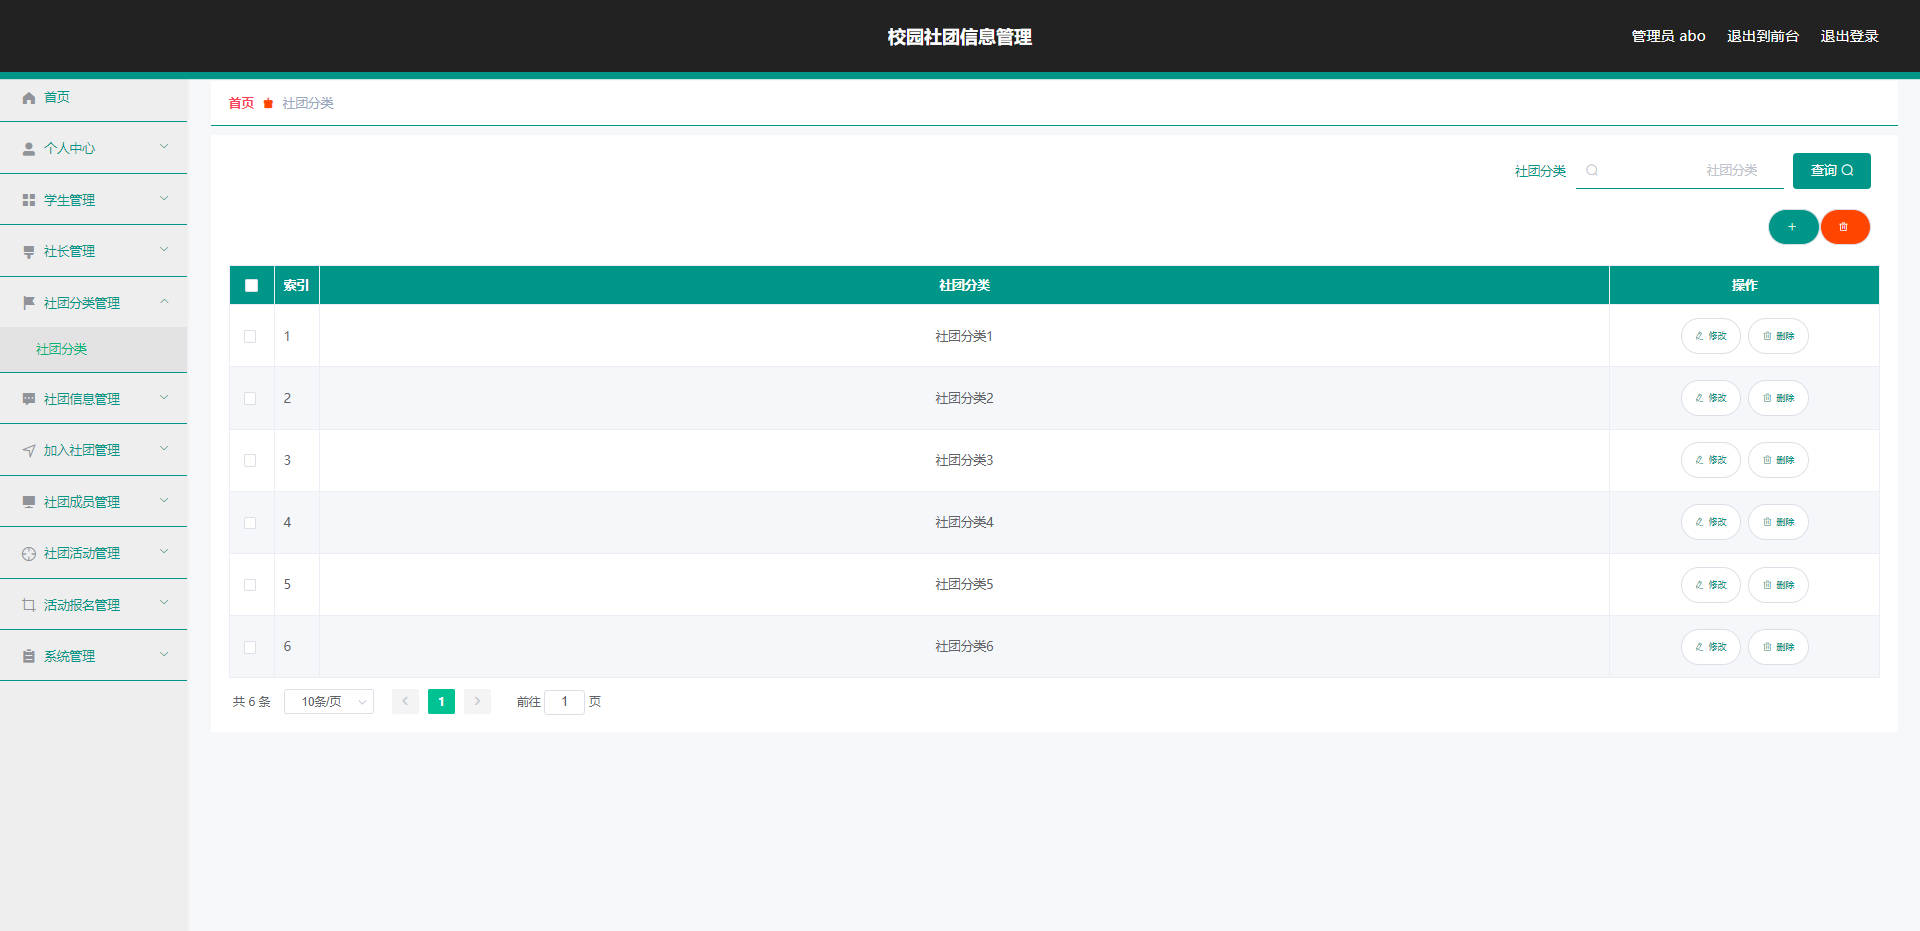 校园社团信息管理
管理员 abo 退出到前台 退出登录
首页
个人中心
学生管理
社长管理
社团分类管理
社团分类
社团信息管理
加入社团管理
社团成员管理
社团活动管理
活动报名管理
系统管理
首页 社团分类
社团分类 社团分类 查询
索引 社团分类 操作
1 社团分类1 修改 删除
2 社团分类2 修改 删除
3 社团分类3 修改 删除
4 社团分类4 修改 删除
5 社团分类5 修改 删除
6 社团分类6 修改 删除
共 6 条 10条/页 1 前往 1 页